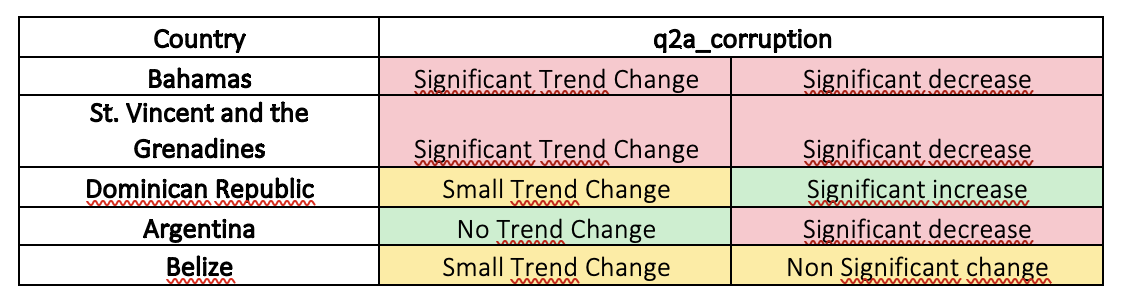 Country q2a_corruption
Bahamas Significant Trend Change Significant decrease
St. Vincent and the
Grenadines Significant Trend Change Significant decrease
Dominican Republic Small Trend Change Significant increase
Argentina No Trend Change Significant decrease
Belize Small Trend Change Non Significant change